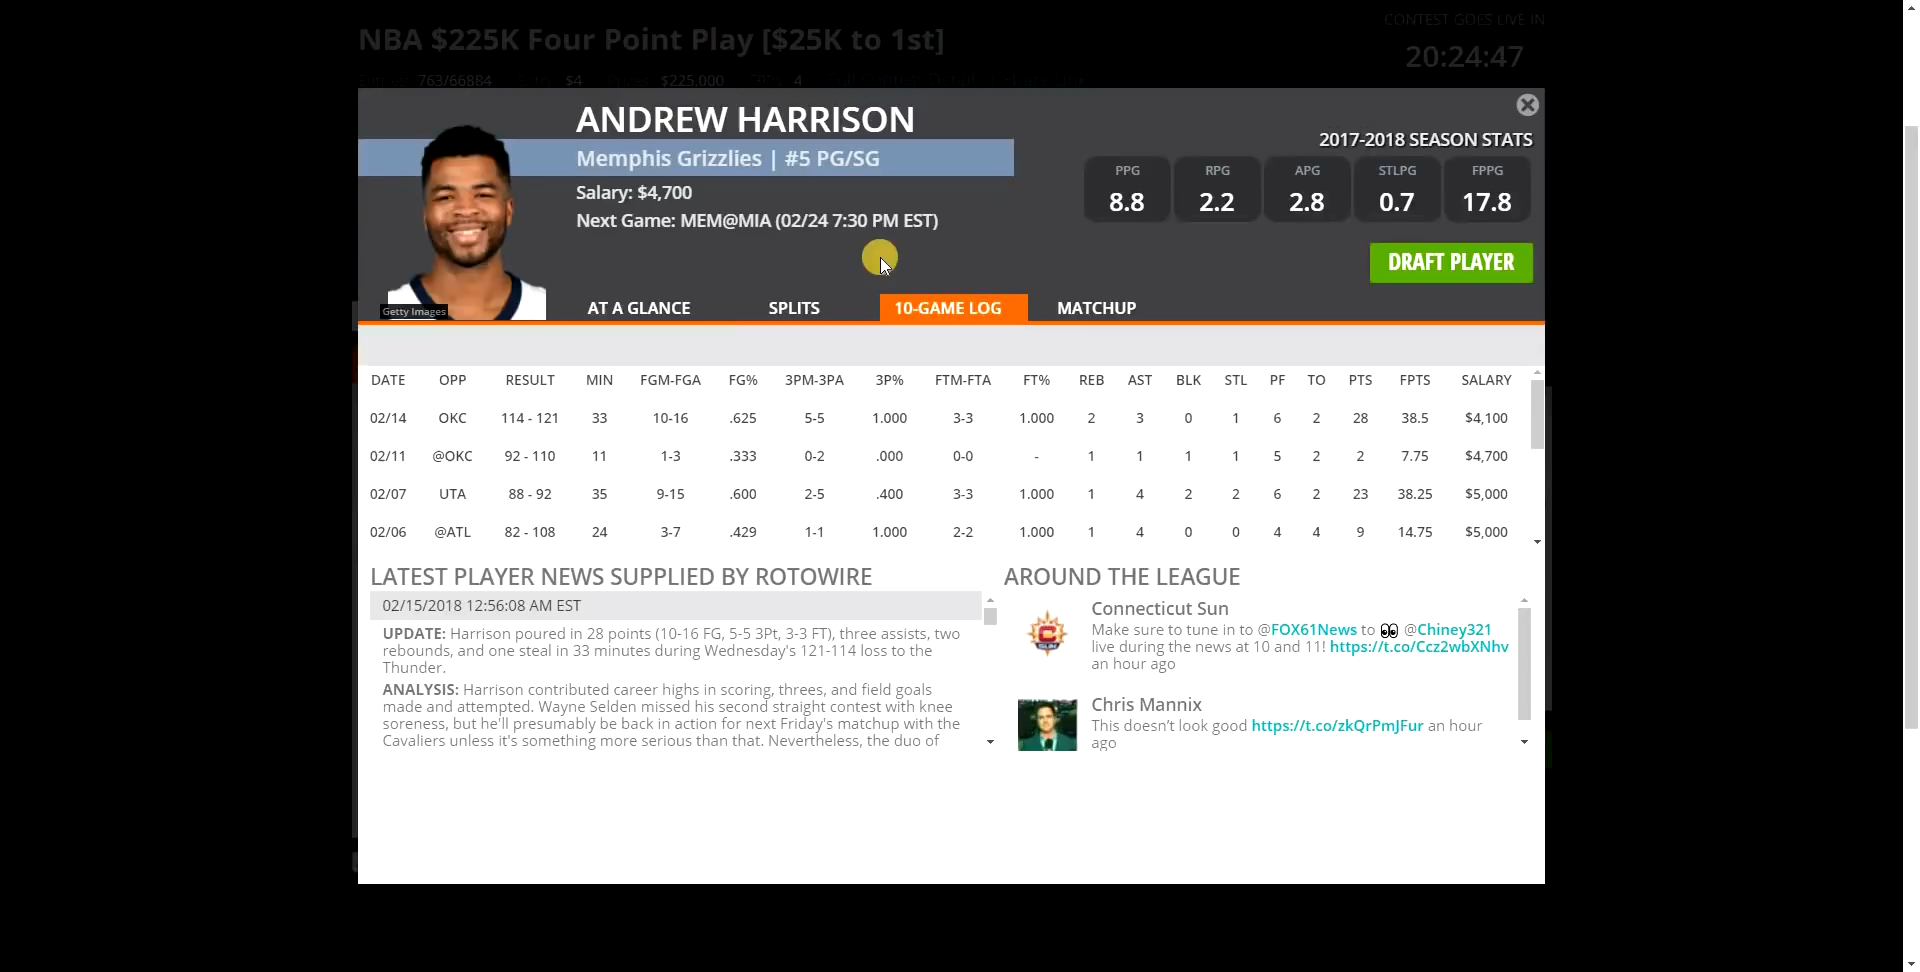 NBA $225K Four Point Play [$25K to 1st]
CONTEST GOES LIVE IN
20:24:47
763/66884 $4 $225,000 4
ANDREW HARRISON
Memphis Grizzlies | #5 PG/SG
Salary: $4,700
Next Game: MEM@MIA (02/24 7:30 PM EST)
2017-2018 SEASON STATS
PPG RPG APG STLPG FPPG
8.8 2.2 2.8 0.7 17.8
DRAFT PLAYER
Getty Images
AT A GLANCE SPLITS 10-GAME LOG MATCHUP
DATE OPP RESULT MIN FGM-FGA FG% 3PM-3PA 3P% FTM-FTA FT% REB AST BLK STL PF TO PTS FPTS SALARY
02/14 OKC 114 - 121 33 10-16 .625 5-5 1.000 3-3 1.000 2 3 0 1 6 2 28 38.5 $4,100
02/11 @OKC 92 - 110 11 1-3 .333 0-2 .000 0-0 - 1 1 1 1 5 2 2 7.75 $4,700
02/07 UTA 88 - 92 35 9-15 .600 2-5 .400 3-3 1.000 1 4 2 2 6 2 23 38.25 $5,000
02/06 @ATL 82 - 108 24 3-7 .429 1-1 1.000 2-2 1.000 1 4 0 0 4 4 9 14.75 $5,000
LATEST PLAYER NEWS SUPPLIED BY ROTOWIRE
02/15/2018 12:56:08 AM EST
UPDATE: Harrison poured in 28 points (10-16 FG, 5-5 3Pt, 3-3 FT), three assists, two
rebounds, and one steal in 33 minutes during Wednesday's 121-114 loss to the
Thunder.
ANALYSIS: Harrison contributed career highs in scoring, threes, and field goals
made and attempted. Wayne Selden missed his second straight contest with knee
soreness, but he'll presumably be back in action for next Friday's matchup with the
Cavaliers unless it's something more serious than that. Nevertheless, the duo of
AROUND THE LEAGUE
Connecticut Sun
Make sure to tune in to @FOX61News to 👀 @Chiney321
live during the news at 10 and 11! https://t.co/Ccz2wbXNhv
an hour ago
Chris Mannix
This doesn’t look good https://t.co/zkQrPmJFur an hour
ago